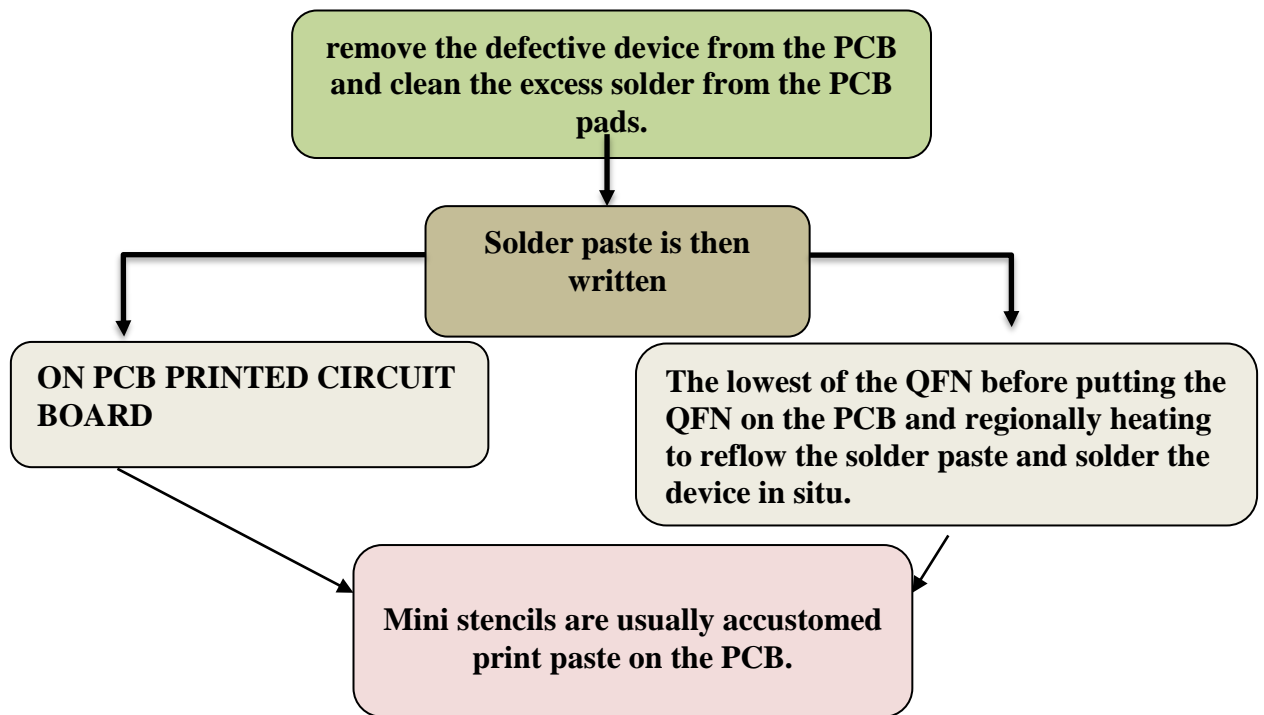 remove the defective device from the PCB
and clean the excess solder from the PCB
pads.
Solder paste is then
written
ON PCB PRINTED CIRCUIT
BOARD
The lowest of the QFN before putting the
QFN on the PCB and regionally heating
to reflow the solder paste and solder the
device in situ.
Mini stencils are usually accustomed
print paste on the PCB.